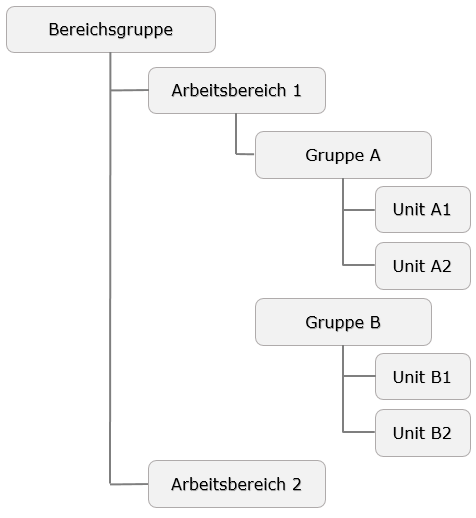 Bereichsgruppe
Arbeitsbereich 1
Gruppe A
Unit A1
Unit A2
Gruppe B
Unit B1
Unit B2
Arbeitsbereich 2